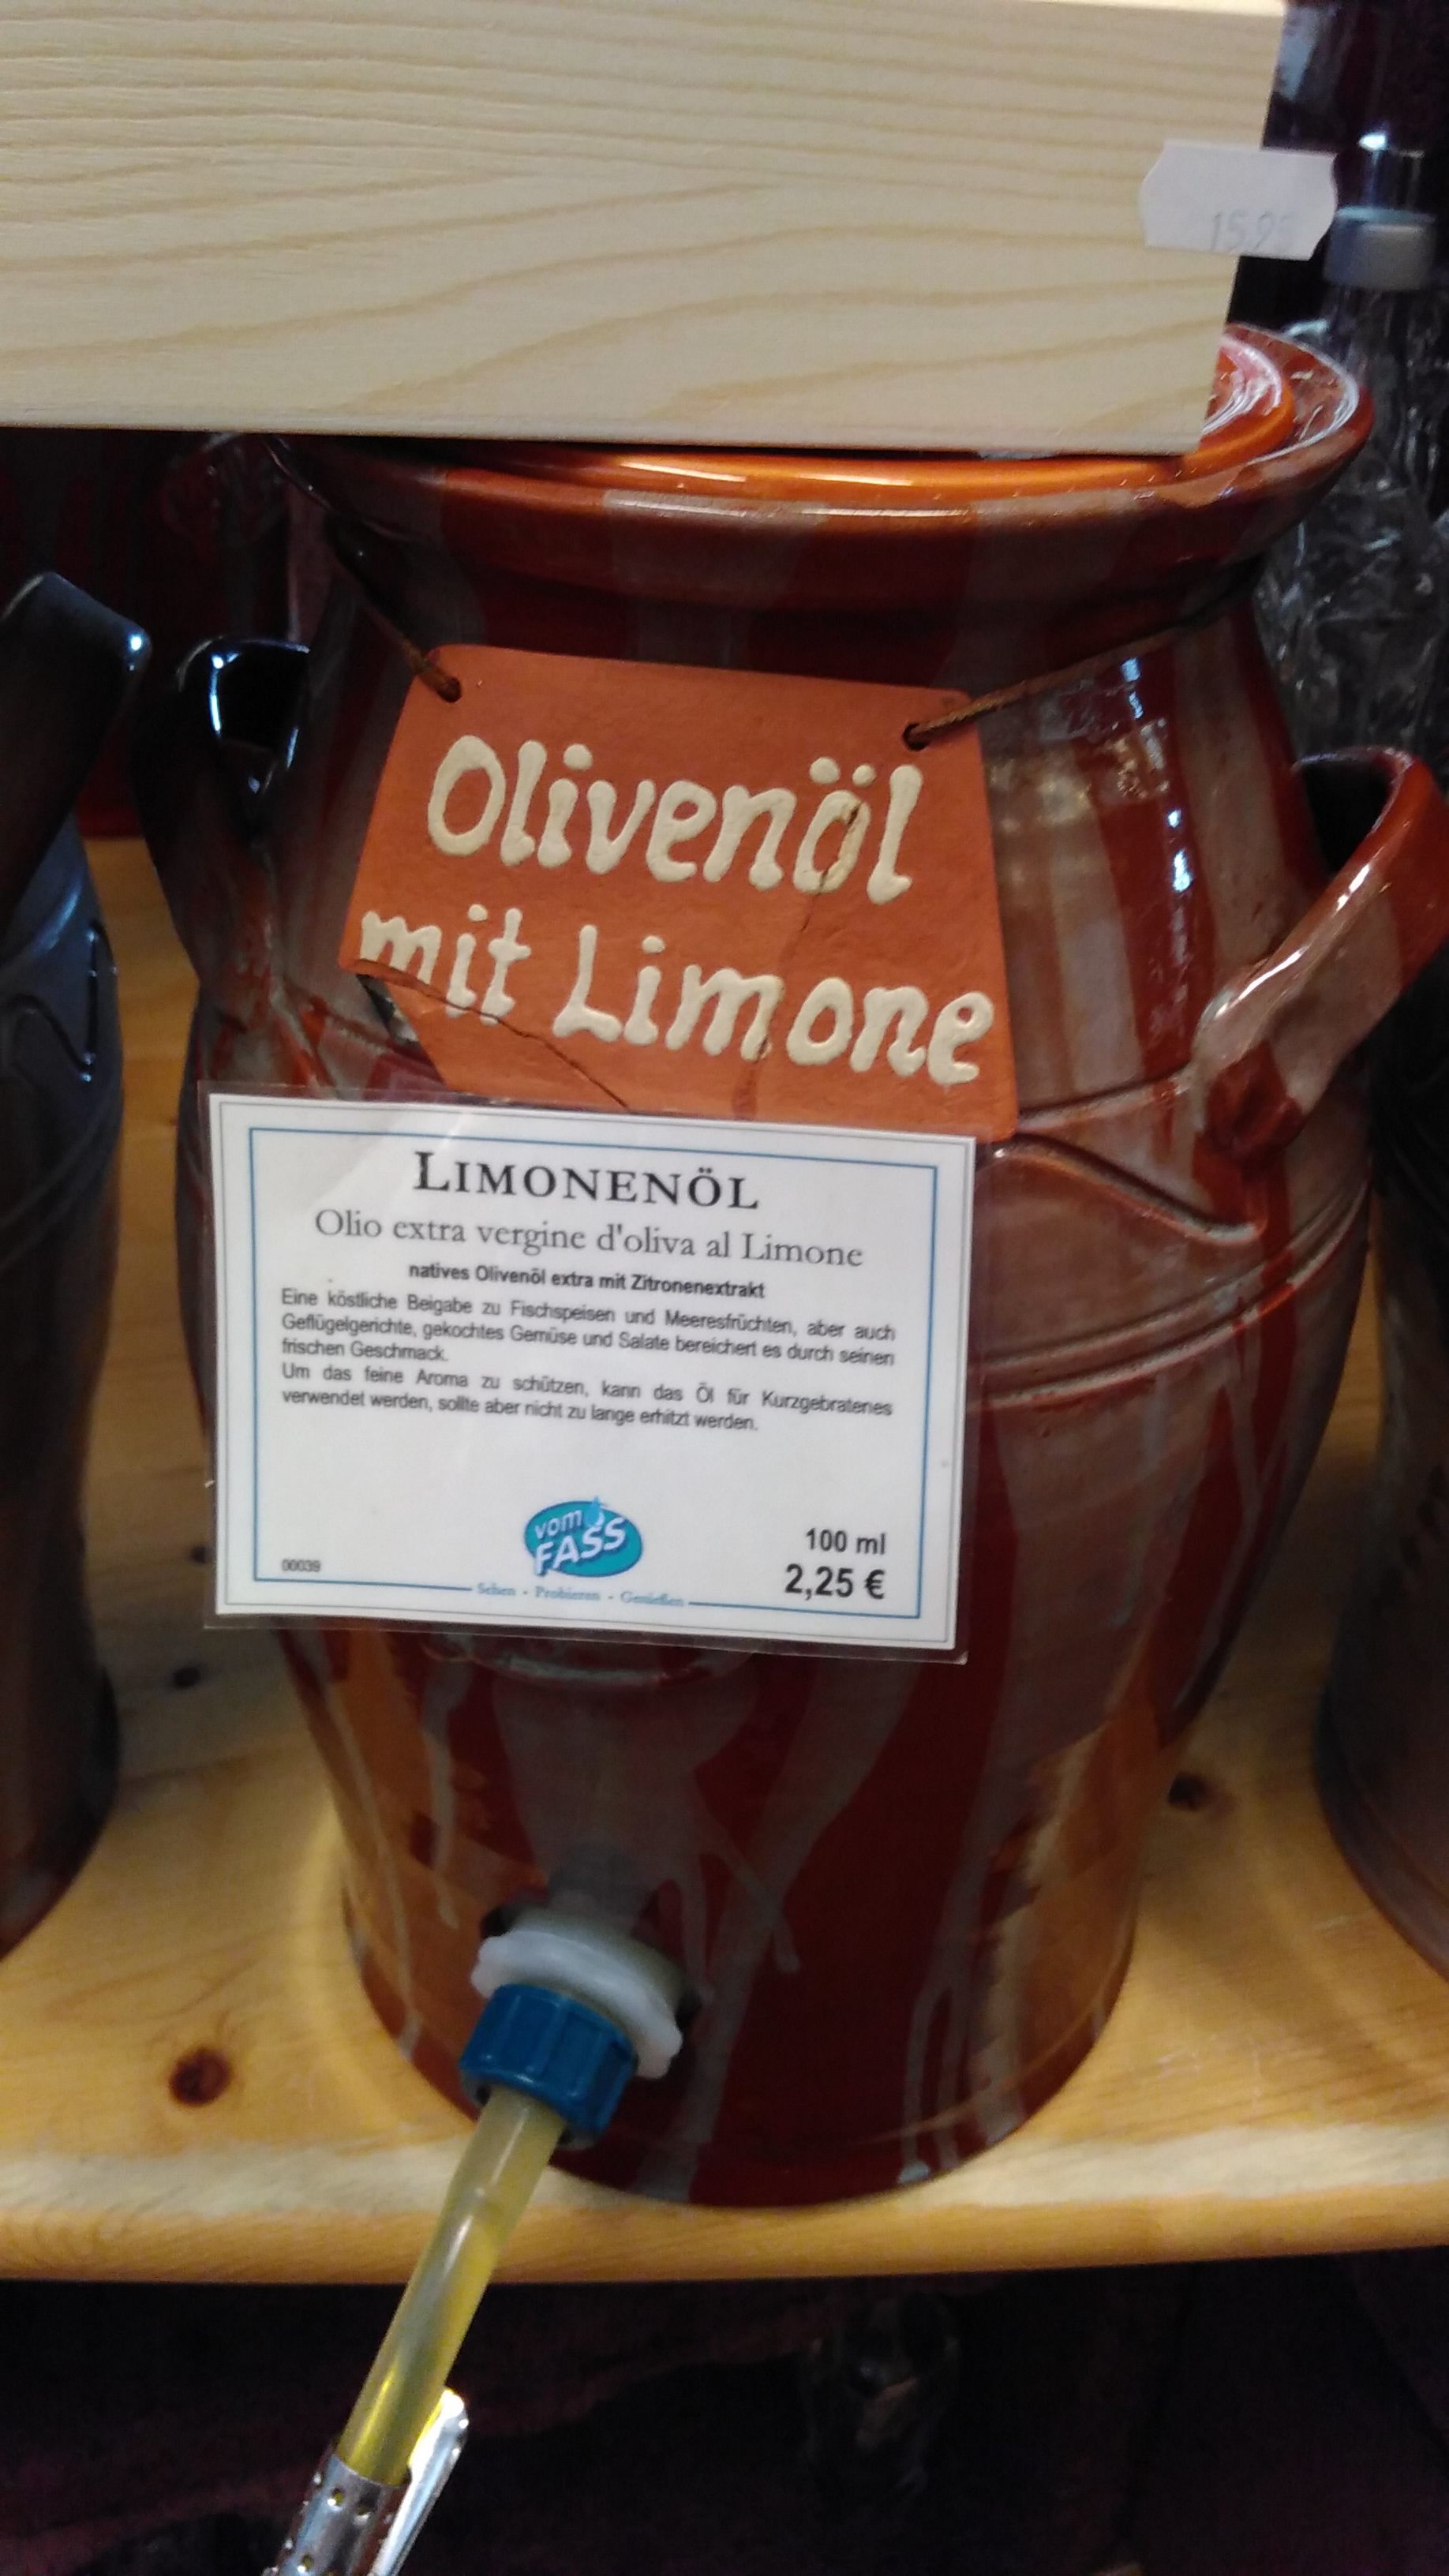 15.95
Olivenöl
mit Limone
LIMONENÖL
Olio extra vergine d'oliva al Limone
natives Olivenöl extra mit Zitronenextrakt
Eine köstliche Beigabe zu Fischspeisen und Meeresfrüchten, aber auch
Geflügelgerichte, gekochtes Gemüse und Salate bereichert es durch seinen
frischen Geschmack.
Um das feine Aroma zu schützen, kann das Öl für Kurzgebratenes
verwendet werden, sollte aber nicht zu lange erhitzt werden.
vom
FASS
100 ml
2,25 €
00039
Sehen - Probieren - Genießen